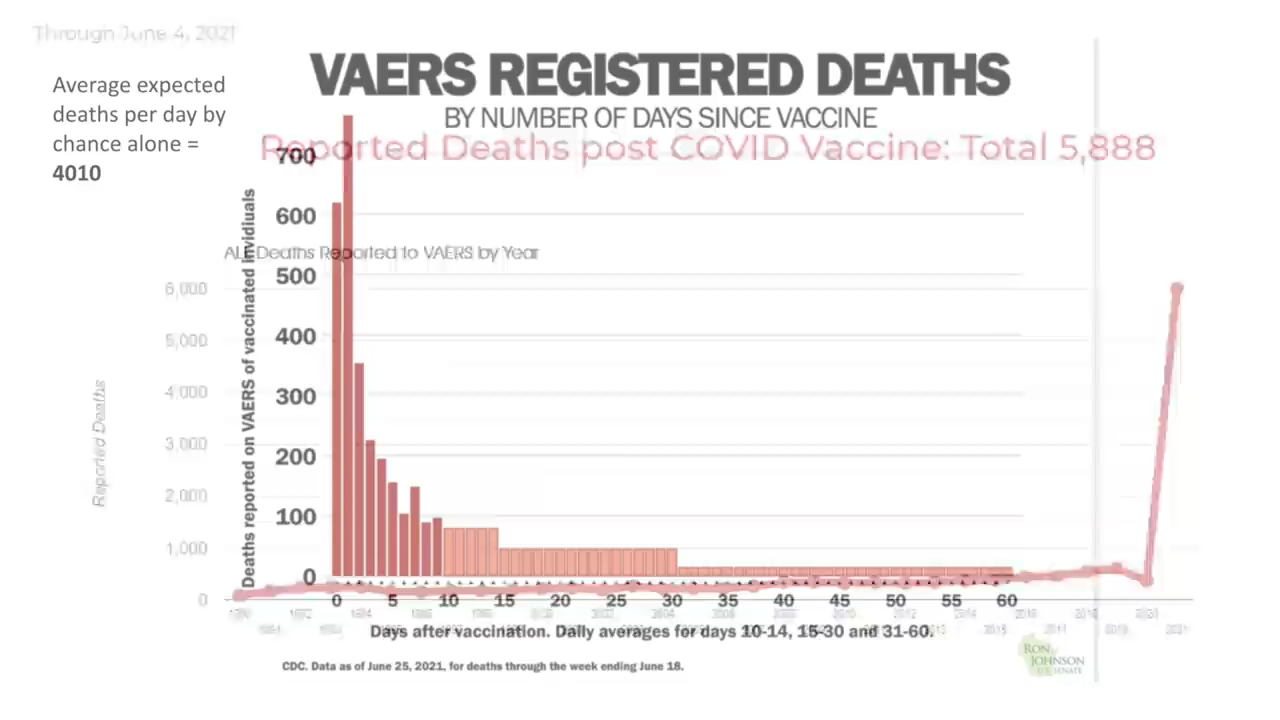 Through June 4, 2021
Average expected
deaths per day by
chance alone =
4010
VAERS REGISTERED DEATHS
BY NUMBER OF DAYS SINCE VACCINE
Reported Deaths post COVID Vaccine: Total 5,888
ALL Deaths Reported to VAERS by Year
Deaths reported on VAERS of vaccinated inividiuals
700
600
500
400
300
200
100
0
Reported Deaths
6,000
5,000
4,000
3,000
2,000
1,000
0
0 5 10 15 20 25 30 35 40 45 50 55 60
Days after vaccination. Daily averages for days 10-14, 15-30 and 31-60.
CDC. Data as of June 25, 2021, for deaths through the week ending June 18.
RON
JOHNSON
U.S. SENATE